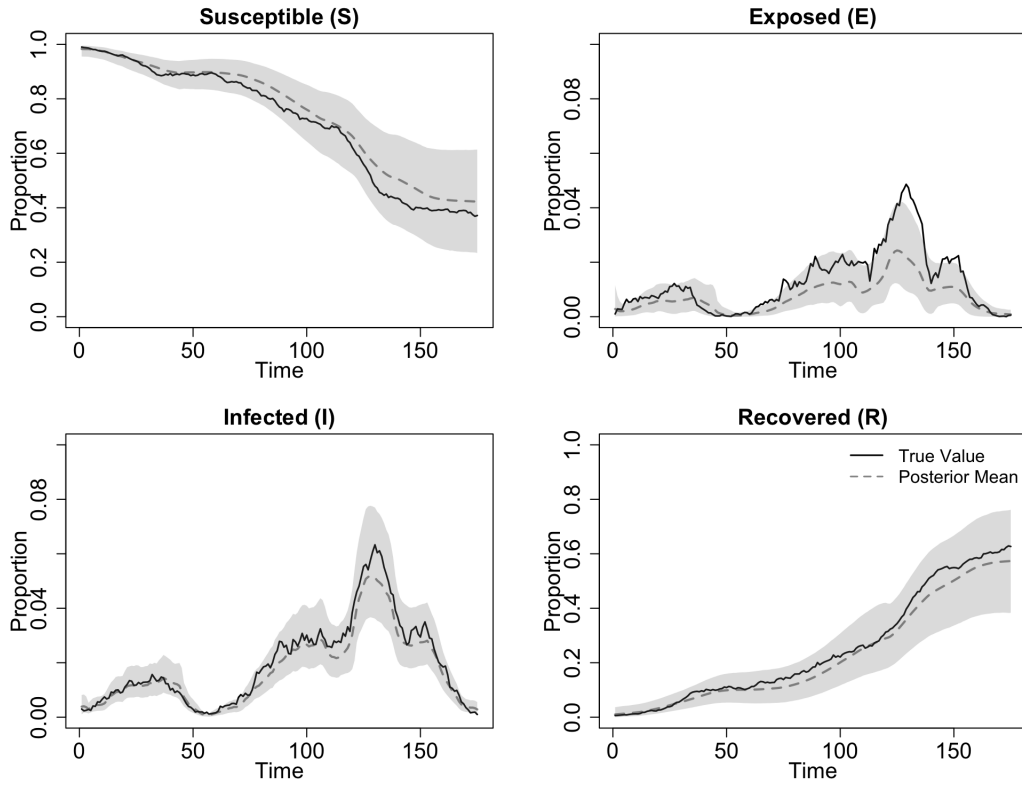 Susceptible (S)
Proportion
0.0 0.2 0.4 0.6 0.8 1.0
0 50 100 150
Time
Exposed (E)
Proportion
0.00 0.04 0.08
0 50 100 150
Time
Infected (I)
Proportion
0.00 0.04 0.08
0 50 100 150
Time
Recovered (R)
Proportion
0.0 0.2 0.4 0.6 0.8 1.0
0 50 100 150
Time
True Value
Posterior Mean